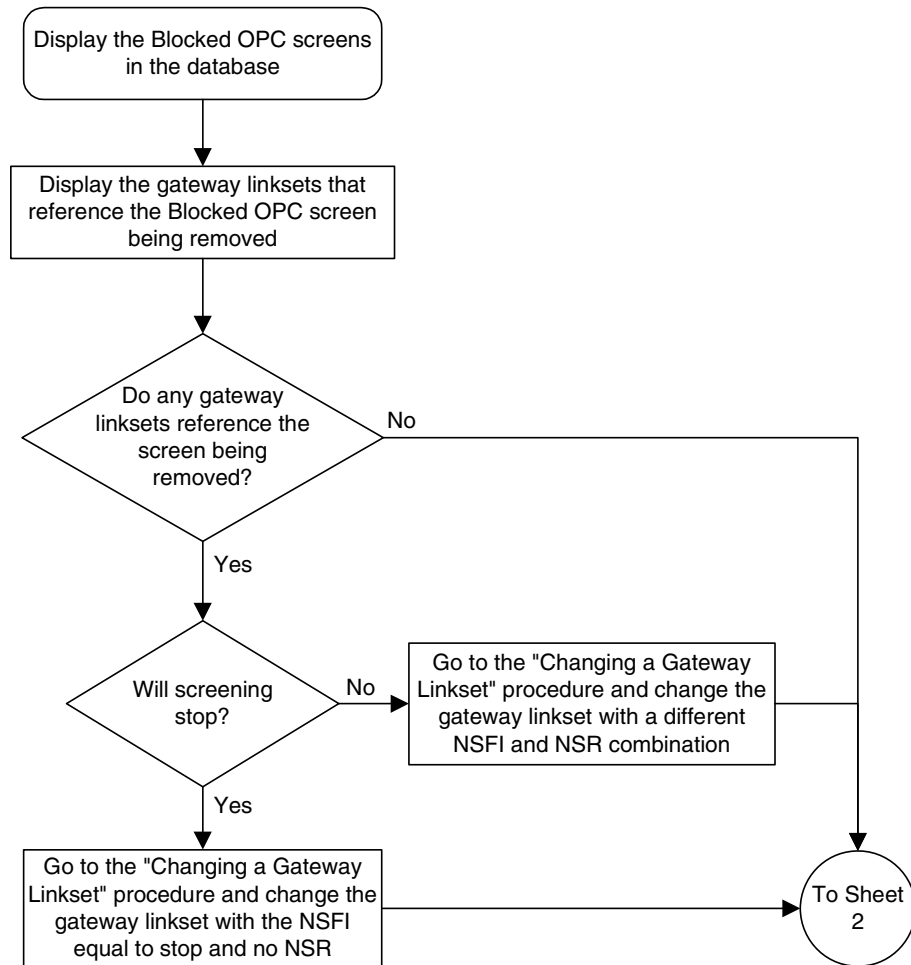 Display the Blocked OPC screens
in the database
Display the gateway linksets that
reference the Blocked OPC screen
being removed
Do any gateway
linksets reference the
screen being
removed?
No
Yes
Will screening
stop?
No
Go to the "Changing a Gateway
Linkset" procedure and change the
gateway linkset with a different
NSFI and NSR combination
Yes
Go to the "Changing a Gateway
Linkset" procedure and change the
gateway linkset with the NSFI
equal to stop and no NSR
To Sheet
2